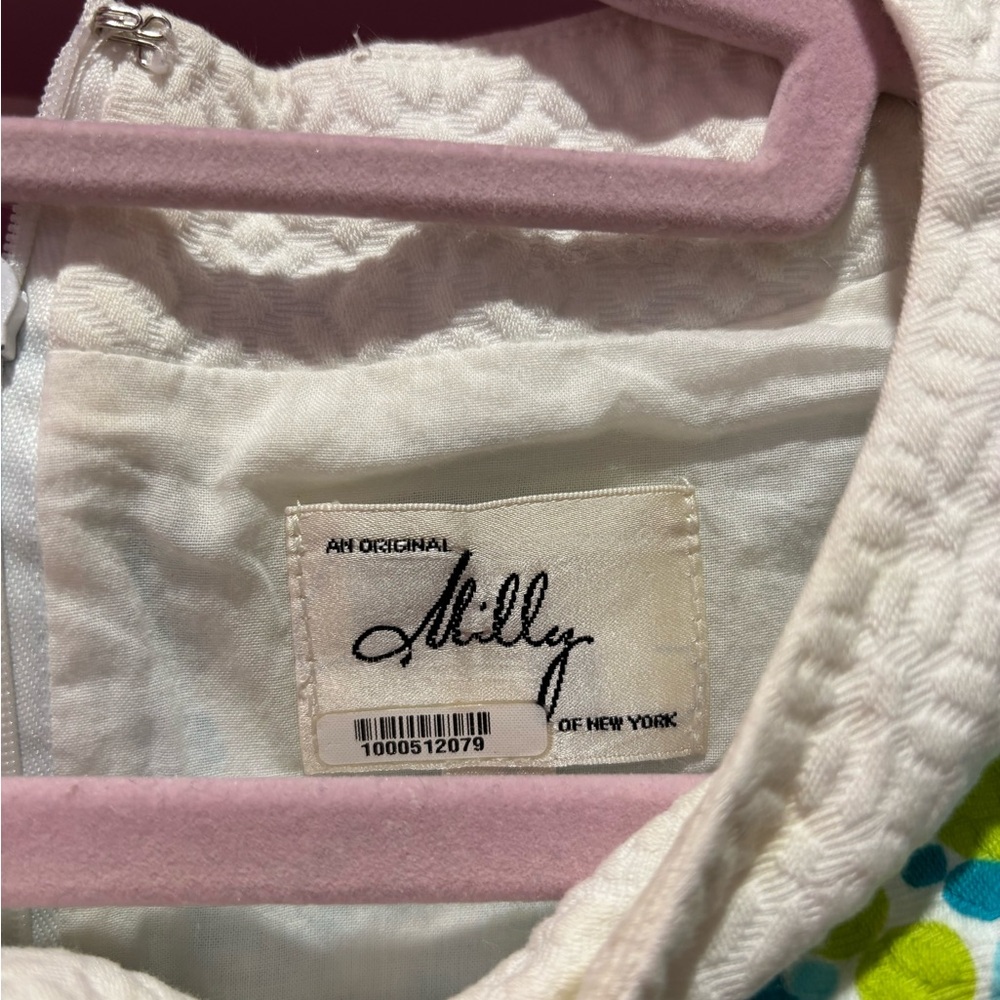 AN ORIGINAL
Milly
OF NEW YORK
1000512079